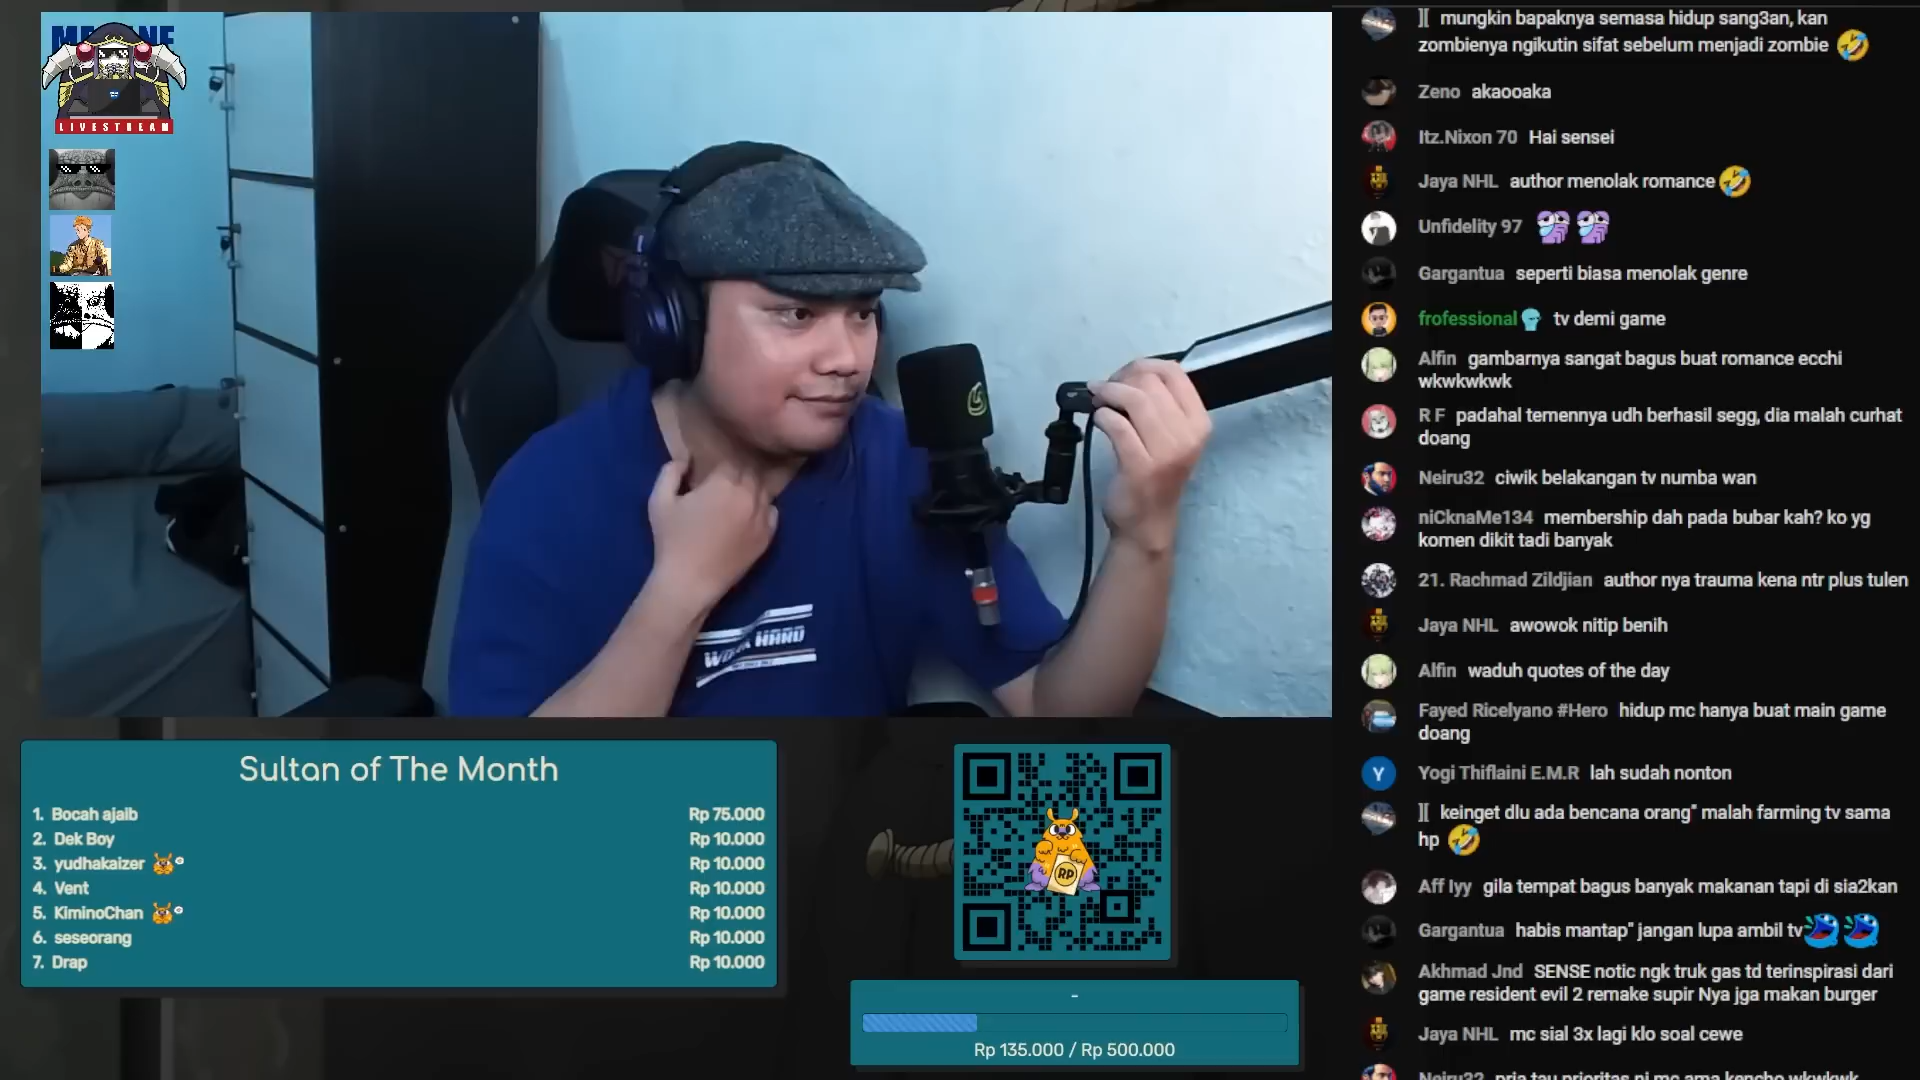 LIVESTREAM
HARD
Sultan of The Month
1. Bocah ajaib Rp 75.000
2. Dek Boy Rp 10.000
3. yudhakaizer Rp 10.000
4. Vent Rp 10.000
5. KiminoChan Rp 10.000
6. seseorang Rp 10.000
7. Drap Rp 10.000
RP
-
Rp 135.000 / Rp 500.000
][ mungkin bapaknya semasa hidup sang3an, kan
zombienya ngikutin sifat sebelum menjadi zombie 🤣
Zeno akaooaka
Itz.Nixon 70 Hai sensei
Jaya NHL author menolak romance 🤣
Unfidelity 97
Gargantua seperti biasa menolak genre
frofessional tv demi game
Alfin gambarnya sangat bagus buat romance ecchi
wkwkwkwk
R F padahal temennya udh berhasil segg, dia malah curhat
doang
Neiru32 ciwik belakangan tv numba wan
niCknaMe134 membership dah pada bubar kah? ko yg
komen dikit tadi banyak
21. Rachmad Zildjian author nya trauma kena ntr plus tulen
Jaya NHL awowok nitip benih
Alfin waduh quotes of the day
Fayed Ricelyano #Hero hidup mc hanya buat main game
doang
Y
Yogi Thiflaini E.M.R lah sudah nonton
][ keinget dlu ada bencana orang" malah farming tv sama
hp 🤣
Aff Iyy gila tempat bagus banyak makanan tapi di sia2kan
Gargantua habis mantap" jangan lupa ambil tv
Akhmad Jnd SENSE notic ngk truk gas td terinspirasi dari
game resident evil 2 remake supir Nya jga makan burger
Jaya NHL mc sial 3x lagi klo soal cewe
Neiru32 pria tau prioritas ni mc ama kencho wkwkwk